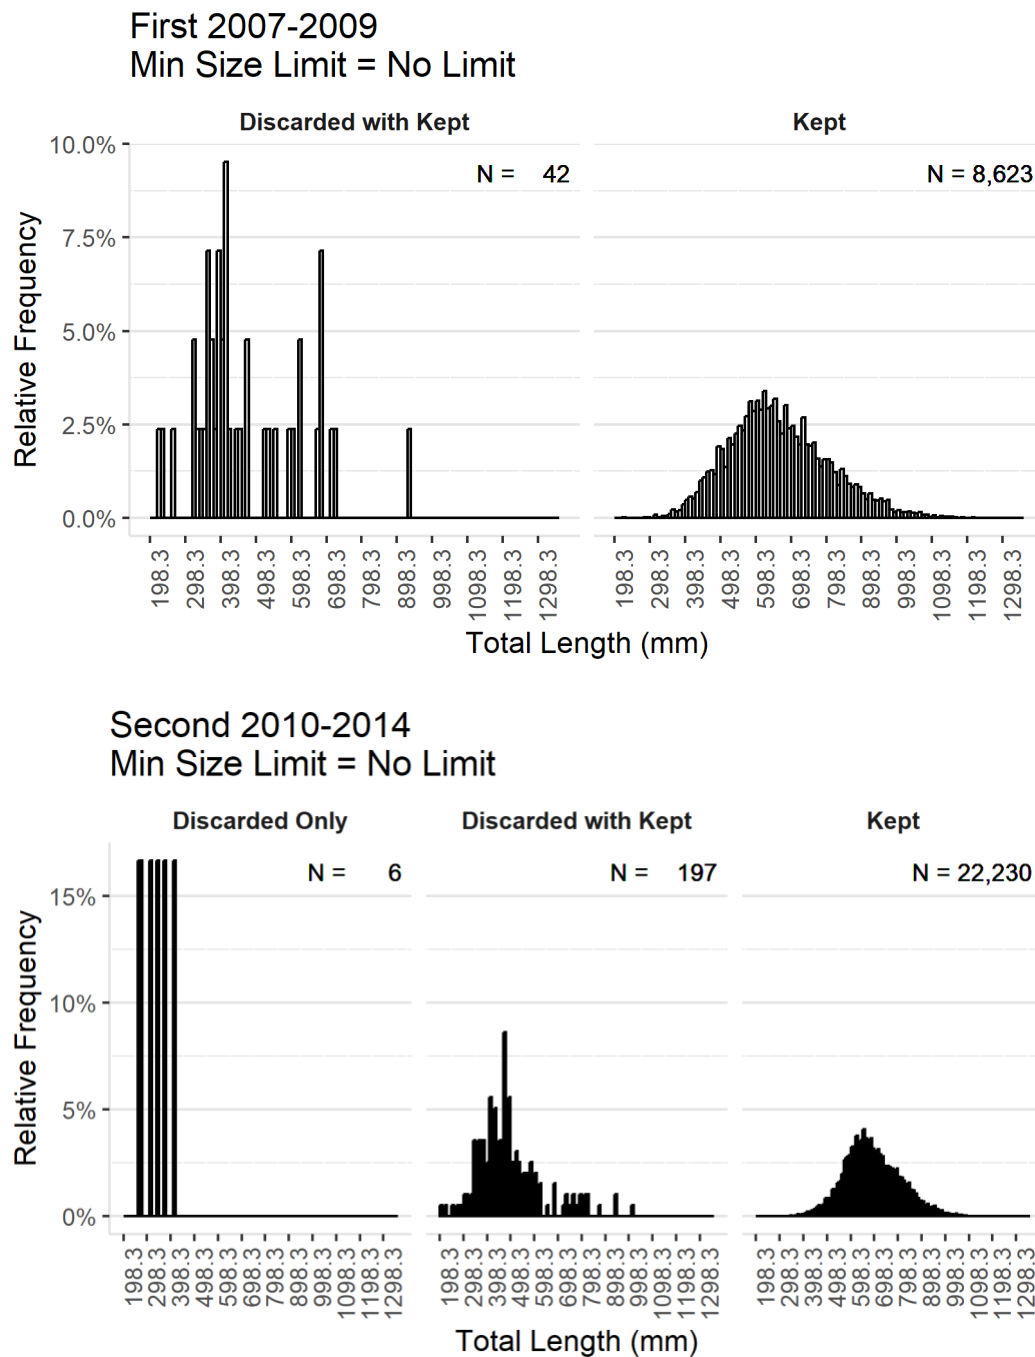 First 2007-2009
Min Size Limit = No Limit
Discarded with Kept
Kept
N = 42
N = 8,623
Relative Frequency
10.0%
7.5%
5.0%
2.5%
0.0%
198.3 298.3 398.3 498.3 598.3 698.3 798.3 898.3 998.3 1098.3 1198.3 1298.3
198.3 298.3 398.3 498.3 598.3 698.3 798.3 898.3 998.3 1098.3 1198.3 1298.3
Total Length (mm)
Second 2010-2014
Min Size Limit = No Limit
Discarded Only
Discarded with Kept
Kept
N = 6
N = 197
N = 22,230
Relative Frequency
15%
10%
5%
0%
198.3 298.3 398.3 498.3 598.3 698.3 798.3 898.3 998.3 1098.3 1198.3 1298.3
198.3 298.3 398.3 498.3 598.3 698.3 798.3 898.3 998.3 1098.3 1198.3 1298.3
198.3 298.3 398.3 498.3 598.3 698.3 798.3 898.3 998.3 1098.3 1198.3 1298.3
Total Length (mm)